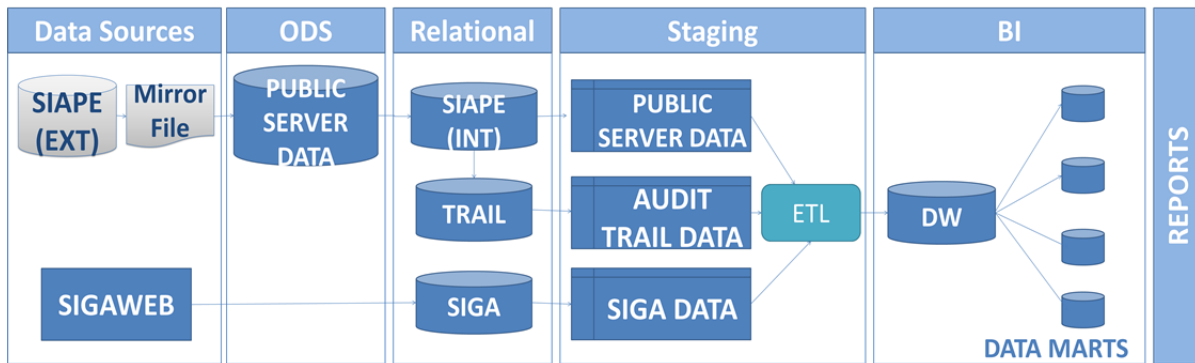 Data Sources
ODS
Relational
Staging
BI
SIAPE
(EXT)
Mirror
File
PUBLIC
SERVER
DATA
SIAPE
(INT)
PUBLIC
SERVER DATA
TRAIL
AUDIT
TRAIL DATA
ETL
DW
SIGAWEB
SIGA
SIGA DATA
DATA MARTS
REPORTS